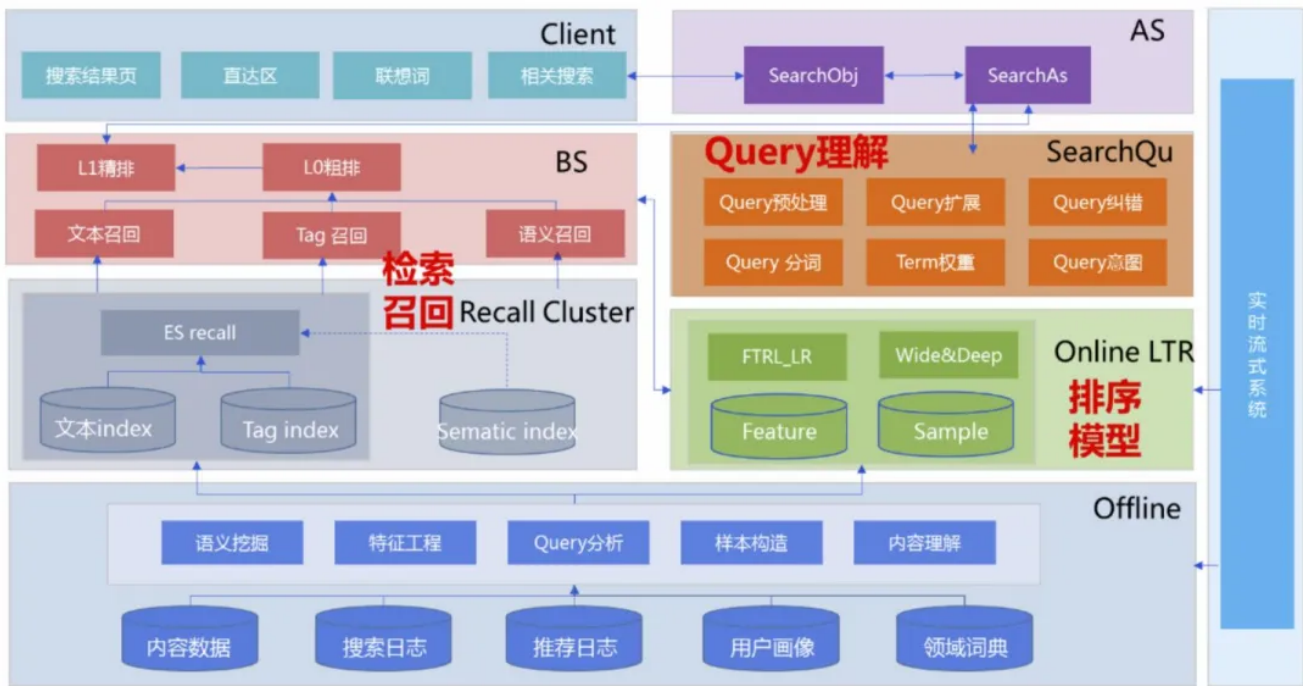 Client
搜索结果页
直达区
联想词
相关搜索
AS
SearchObj
SearchAs
BS
L1精排
L0粗排
文本召回
Tag 召回
语义召回
Query理解
SearchQu
Query预处理
Query扩展
Query纠错
Query 分词
Term权重
Query意图
检索
召回
Recall Cluster
ES recall
文本index
Tag index
Sematic index
FTRL_LR
Wide&Deep
Online LTR
排序
模型
Feature
Sample
实时流式系统
Offline
语义挖掘
特征工程
Query分析
样本构造
内容理解
内容数据
搜索日志
推荐日志
用户画像
领域词典